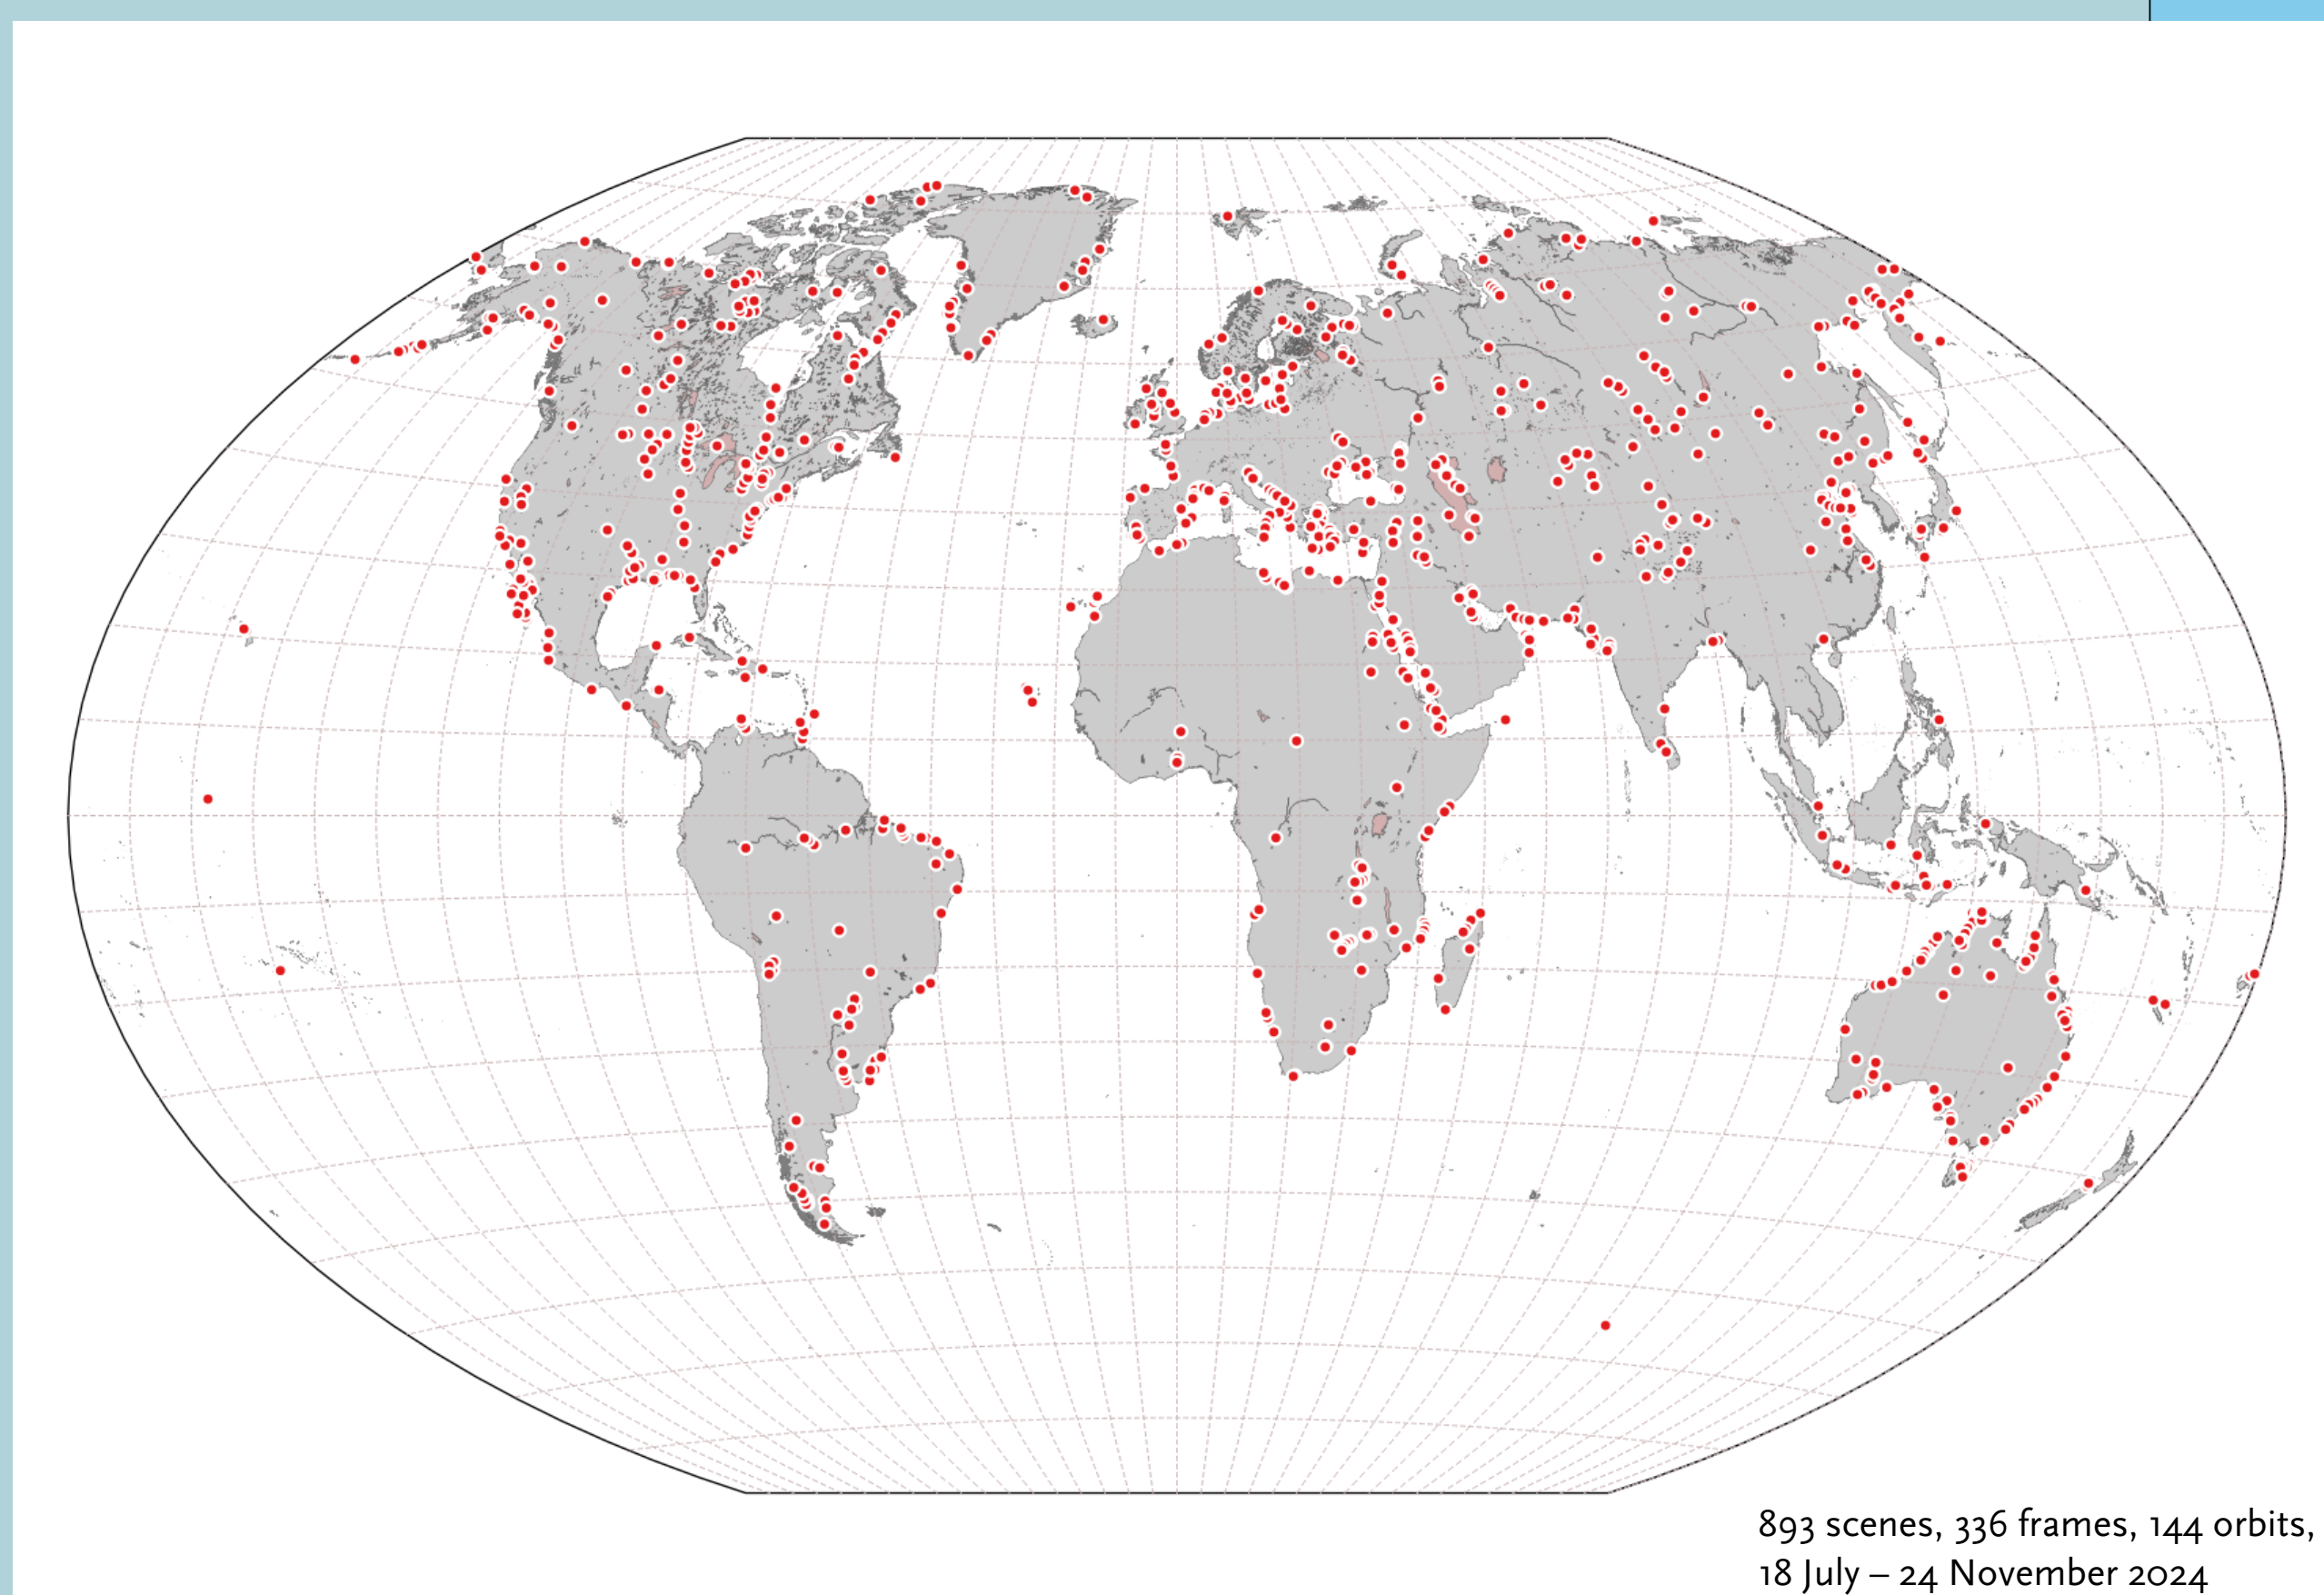 893 scenes, 336 frames, 144 orbits,
18 July – 24 November 2024